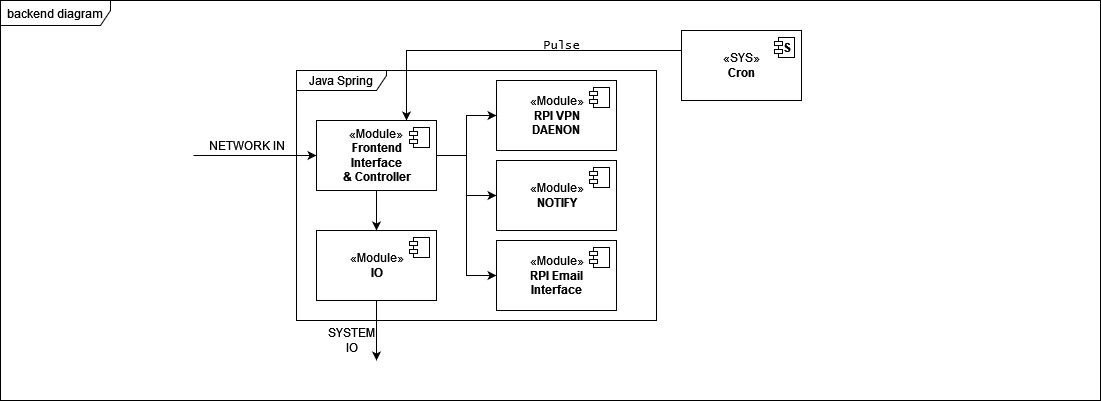 backend diagram
Pulse
S
«SYS»
Cron
Java Spring
«Module»
RPI VPN
DAENON
«Module»
Frontend
Interface
& Controller
NETWORK IN
«Module»
NOTIFY
«Module»
IO
«Module»
RPI Email
Interface
SYSTEM
IO